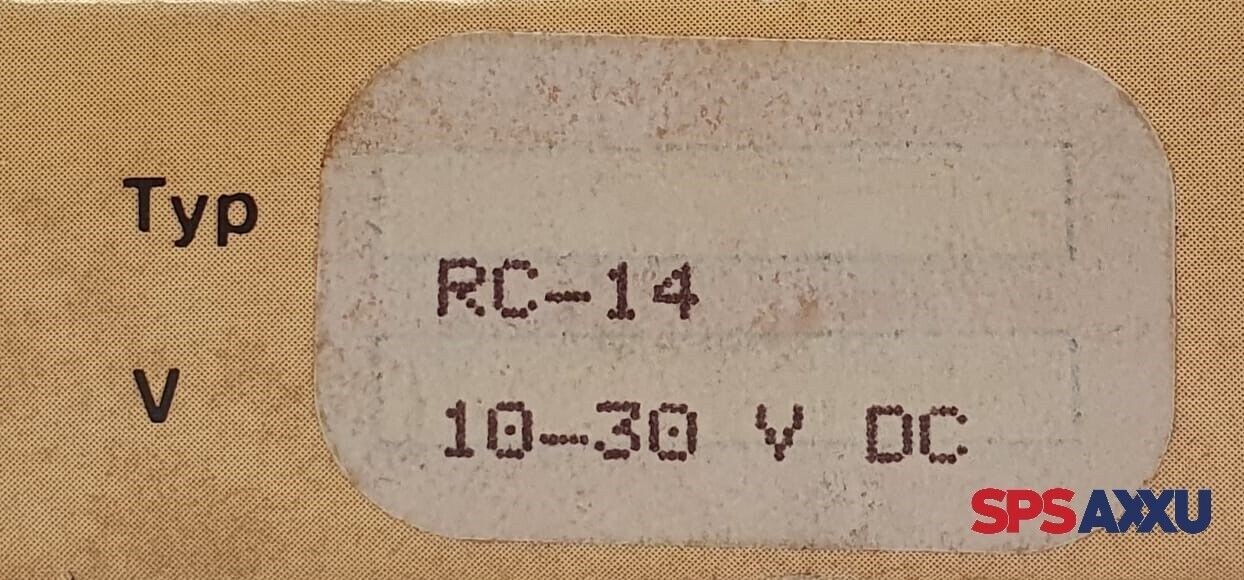 Typ RC-14
V 10-30 V DC
SPSAXXU